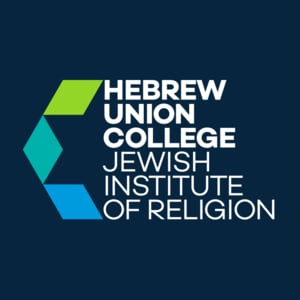 HEBREW
UNION
COLLEGE
JEWISH
INSTITUTE
OF RELIGION